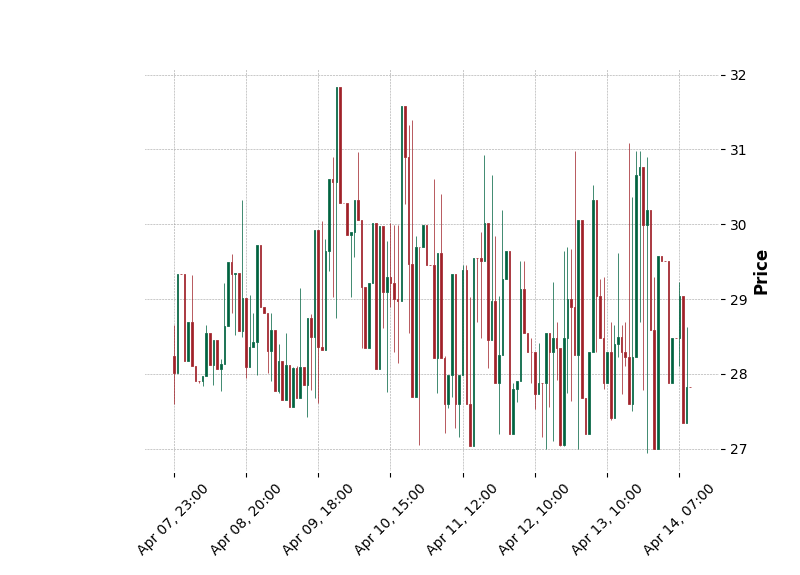 32
31
30
29
28
27
Price
Apr 07, 23:00
Apr 08, 20:00
Apr 09, 18:00
Apr 10, 15:00
Apr 11, 12:00
Apr 12, 10:00
Apr 13, 10:00
Apr 14, 07:00